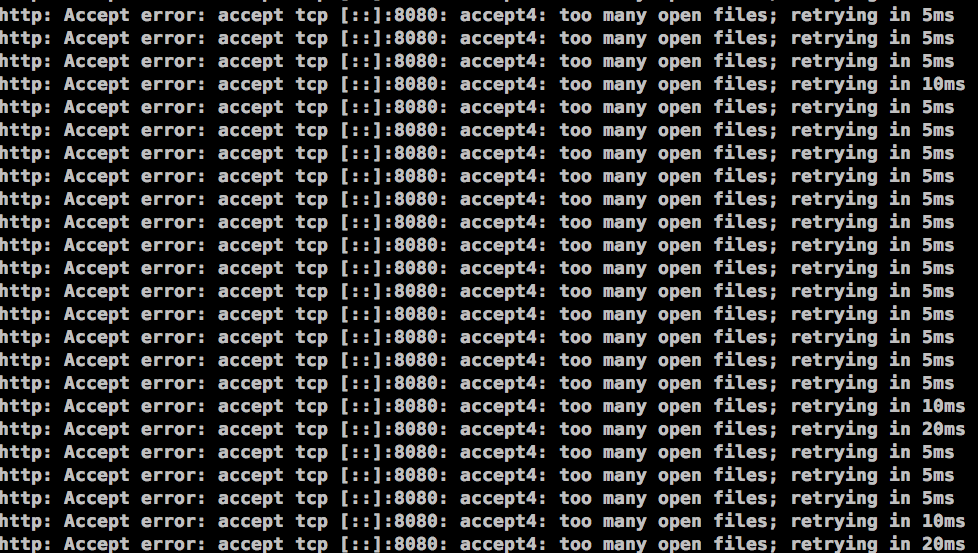 http: Accept error: accept tcp [::]:8080: accept4: too many open files; retrying in 5ms
http: Accept error: accept tcp [::]:8080: accept4: too many open files; retrying in 5ms
http: Accept error: accept tcp [::]:8080: accept4: too many open files; retrying in 5ms
http: Accept error: accept tcp [::]:8080: accept4: too many open files; retrying in 10ms
http: Accept error: accept tcp [::]:8080: accept4: too many open files; retrying in 5ms
http: Accept error: accept tcp [::]:8080: accept4: too many open files; retrying in 5ms
http: Accept error: accept tcp [::]:8080: accept4: too many open files; retrying in 5ms
http: Accept error: accept tcp [::]:8080: accept4: too many open files; retrying in 5ms
http: Accept error: accept tcp [::]:8080: accept4: too many open files; retrying in 5ms
http: Accept error: accept tcp [::]:8080: accept4: too many open files; retrying in 5ms
http: Accept error: accept tcp [::]:8080: accept4: too many open files; retrying in 5ms
http: Accept error: accept tcp [::]:8080: accept4: too many open files; retrying in 5ms
http: Accept error: accept tcp [::]:8080: accept4: too many open files; retrying in 5ms
http: Accept error: accept tcp [::]:8080: accept4: too many open files; retrying in 5ms
http: Accept error: accept tcp [::]:8080: accept4: too many open files; retrying in 5ms
http: Accept error: accept tcp [::]:8080: accept4: too many open files; retrying in 5ms
http: Accept error: accept tcp [::]:8080: accept4: too many open files; retrying in 5ms
http: Accept error: accept tcp [::]:8080: accept4: too many open files; retrying in 10ms
http: Accept error: accept tcp [::]:8080: accept4: too many open files; retrying in 20ms
http: Accept error: accept tcp [::]:8080: accept4: too many open files; retrying in 5ms
http: Accept error: accept tcp [::]:8080: accept4: too many open files; retrying in 5ms
http: Accept error: accept tcp [::]:8080: accept4: too many open files; retrying in 5ms
http: Accept error: accept tcp [::]:8080: accept4: too many open files; retrying in 10ms
http: Accept error: accept tcp [::]:8080: accept4: too many open files; retrying in 20ms